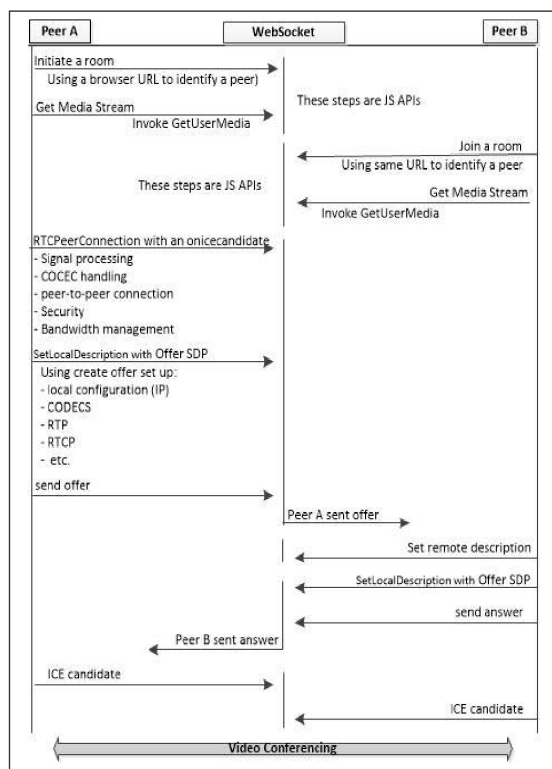 Peer A
WebSocket
Peer B
Initiate a room
Using a browser URL to identify a peer)
These steps are JS APIs
Get Media Stream
Invoke GetUserMedia
Join a room
Using same URL to identify a peer
These steps are JS APIs
Get Media Stream
Invoke GetUserMedia
RTCPeerConnection with an onicecandidate
- Signal processing
- COCEC handling
- peer-to-peer connection
- Security
- Bandwidth management
SetLocalDescription with Offer SDP
Using create offer set up:
- local configuration (IP)
- CODECS
- RTP
- RTCP
- etc.
send offer
Peer A sent offer
Set remote description
SetLocalDescription with Offer SDP
send answer
Peer B sent answer
ICE candidate
ICE candidate
Video Conferencing